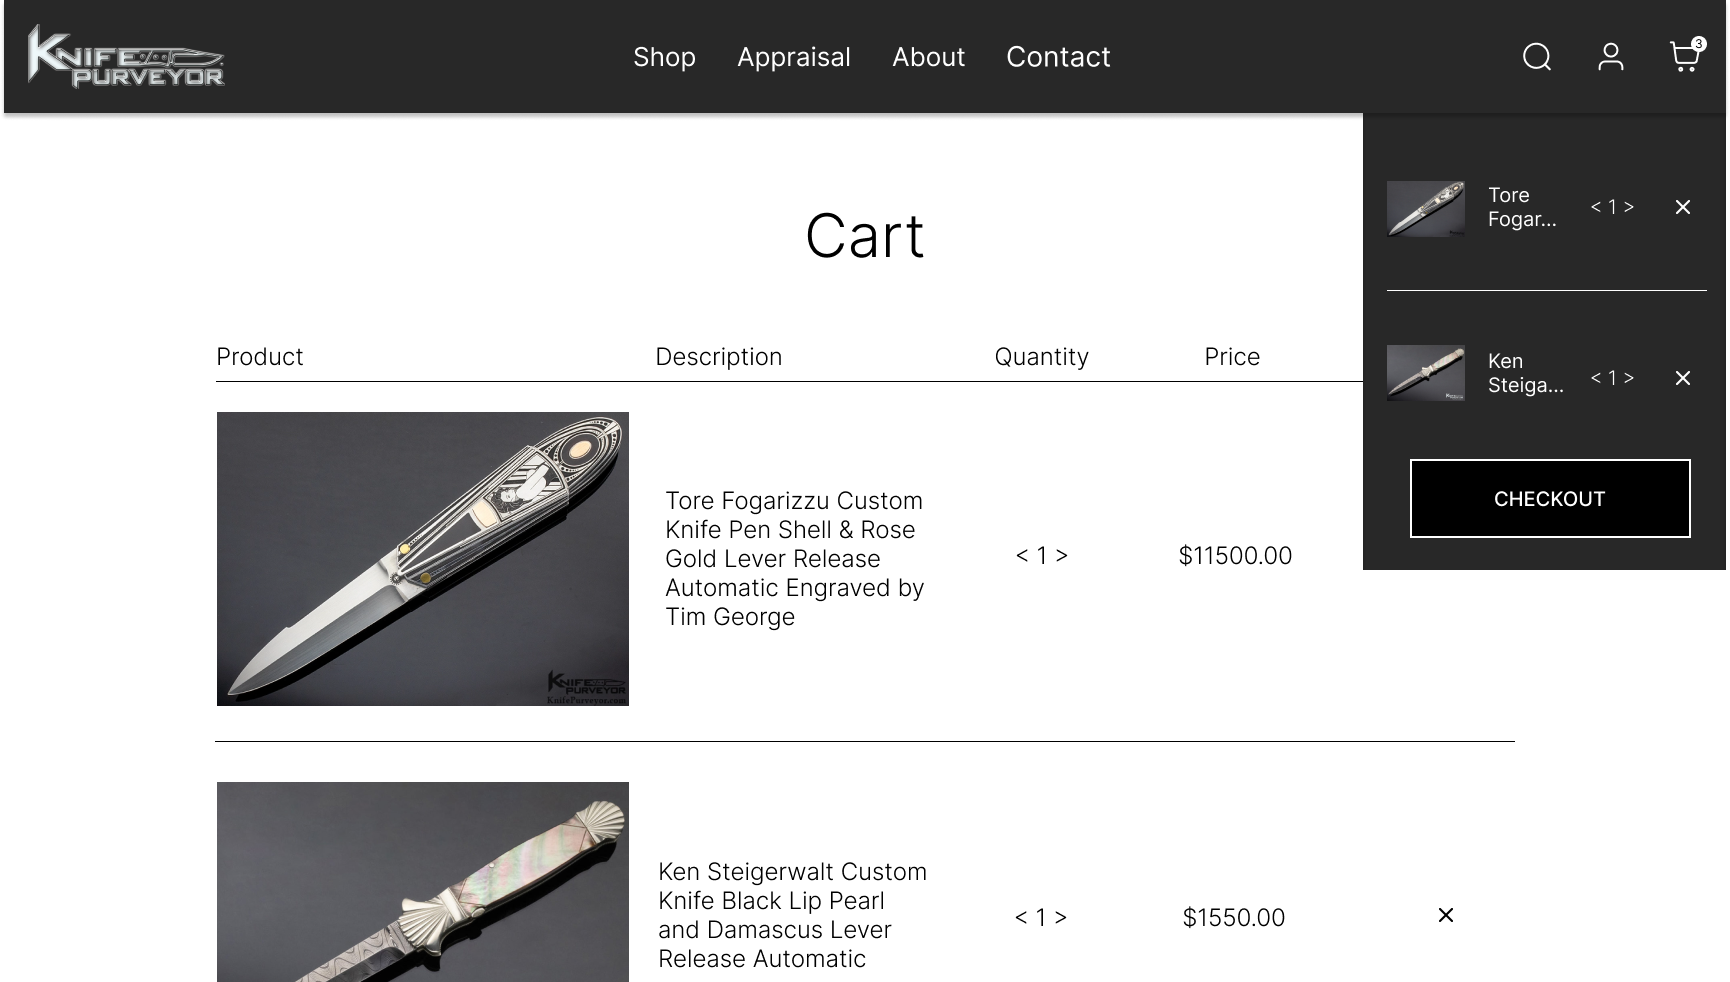 KNIFE
PURVEYOR
Shop
Appraisal
About
Contact
3
Cart
Product
Description
Quantity
Price
Tore Fogarizzu Custom
Knife Pen Shell & Rose
Gold Lever Release
Automatic Engraved by
Tim George
< 1 >
$11500.00
KNIFE
PURVEYOR
KnifePurveyor.com
Ken Steigerwalt Custom
Knife Black Lip Pearl
and Damascus Lever
Release Automatic
< 1 >
$1550.00
×
Tore
Fogar...
< 1 >
×
Ken
Steiga...
< 1 >
×
CHECKOUT